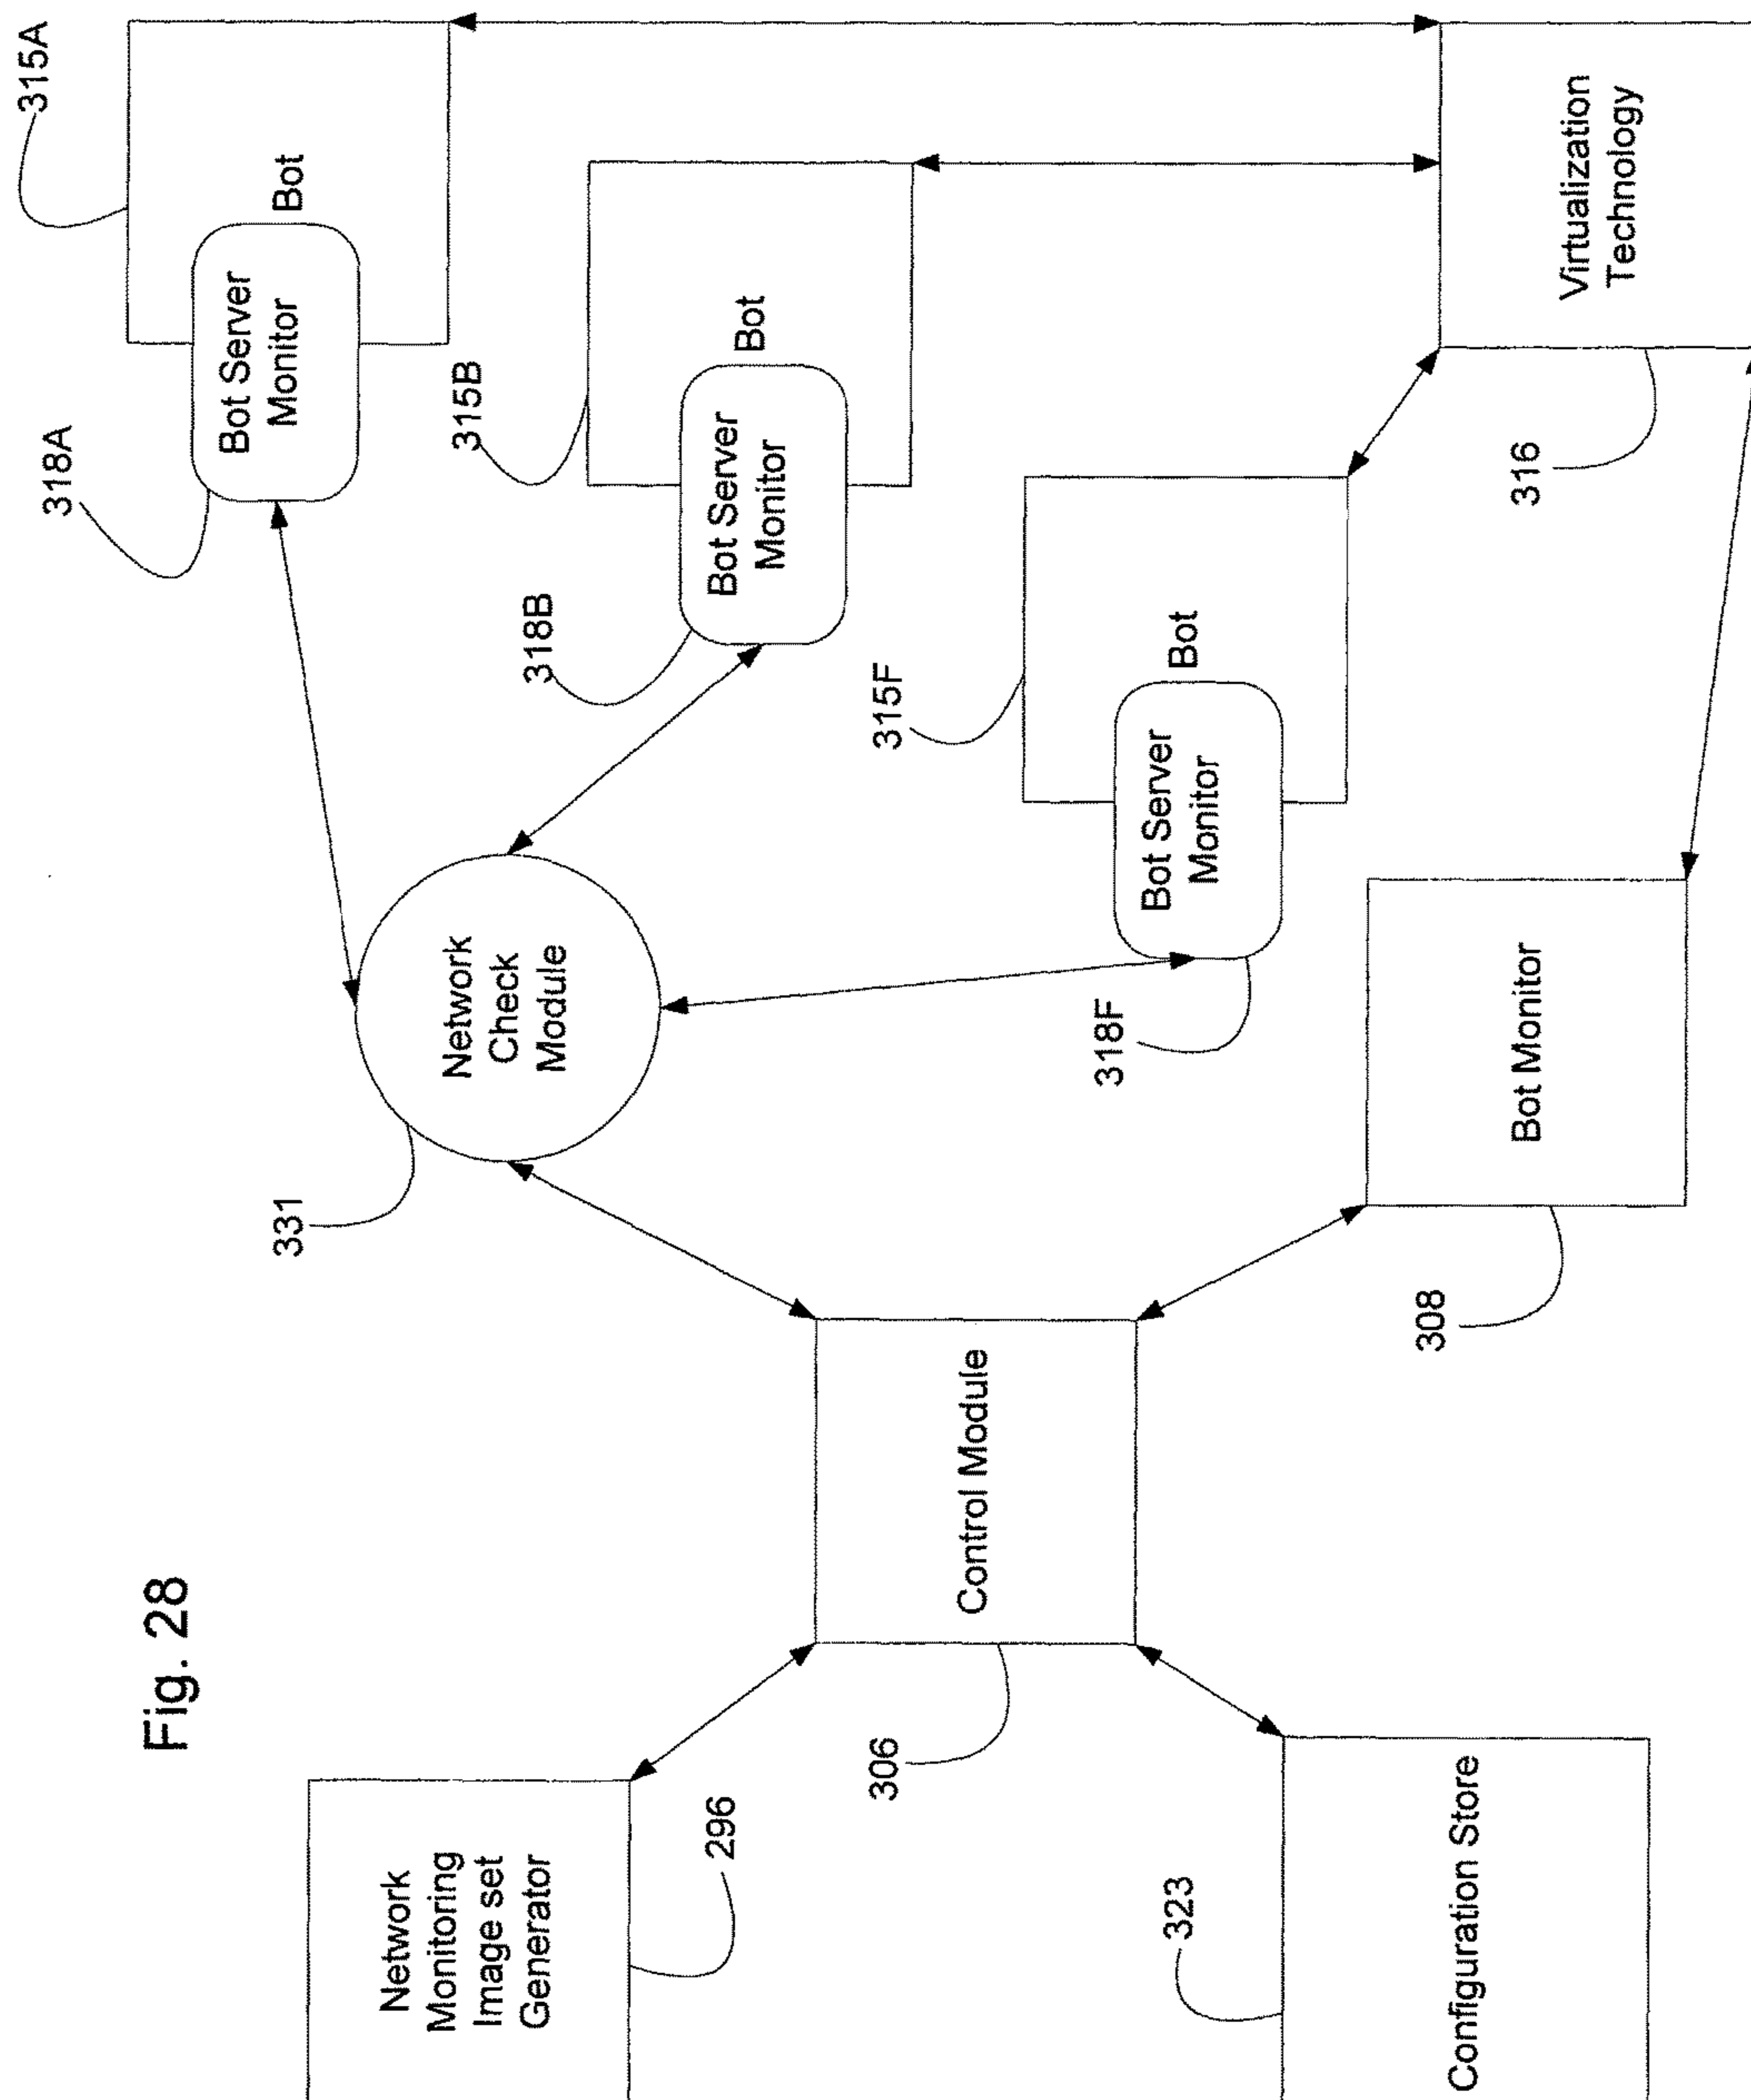 Fig. 28
Network
Monitoring
Image set
Generator
296
Configuration Store
323
Control Module
306
Network
Check
Module
331
Bot Monitor
308
Bot Server
Monitor
318A
Bot
315A
Bot Server
Monitor
318B
Bot
315B
Bot Server
Monitor
318F
Bot
315F
Virtualization
Technology
316